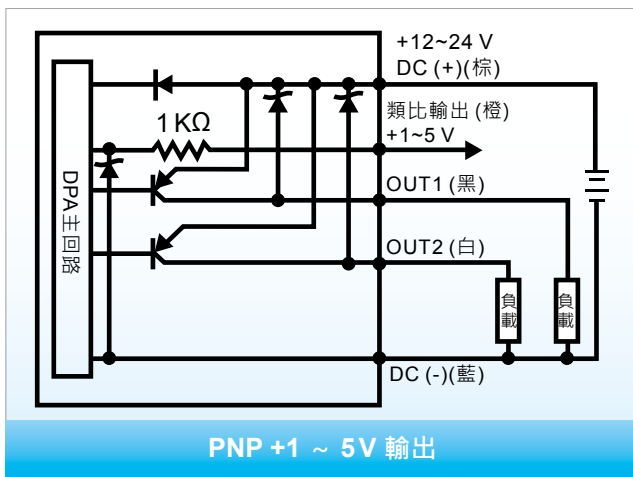 +12~24 V
DC (+)(棕)
類比輸出 (橙)
+1~5 V
1 KΩ
DPA主回路
OUT1 (黑)
OUT2 (白)
負載
負載
DC (-)(藍)
PNP +1 ~ 5V 輸出